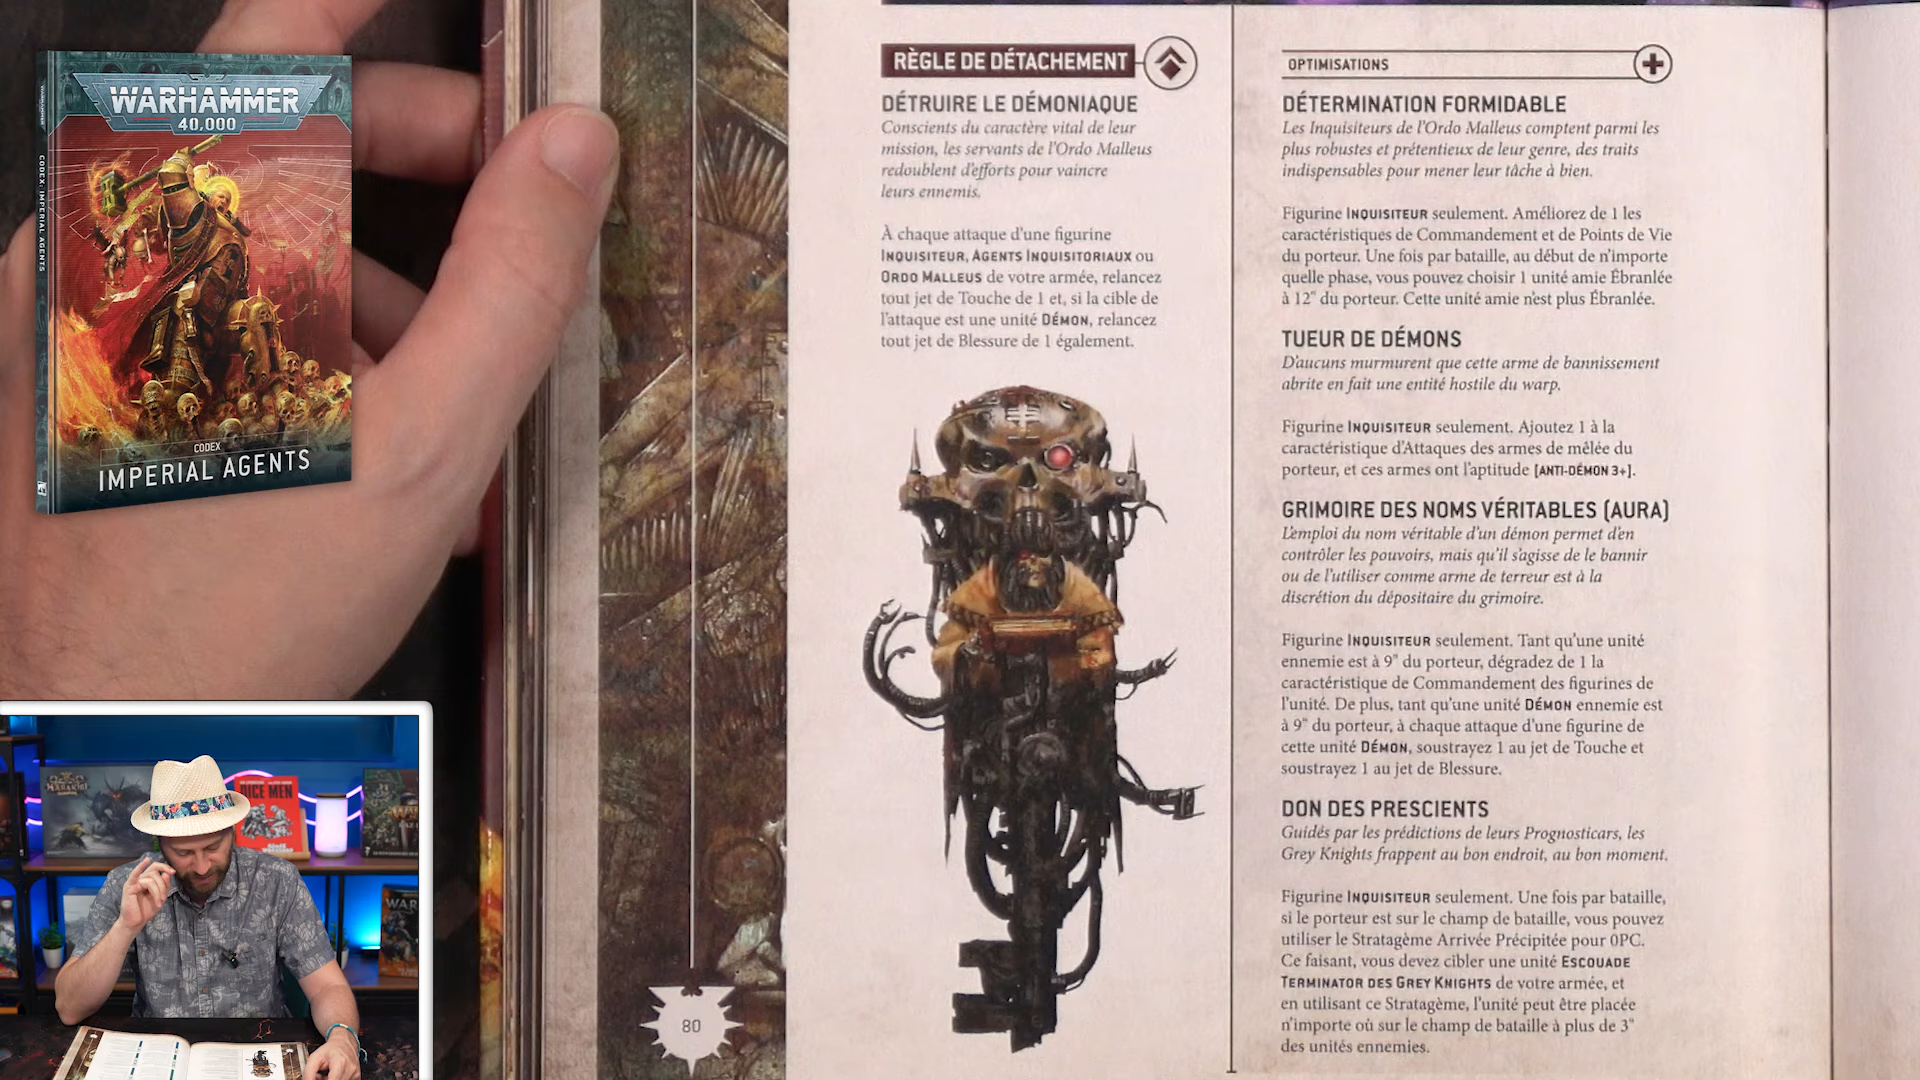 WARHAMMER
40,000
CODEX: IMPERIAL AGENTS
CODEX
IMPERIAL AGENTS
DICE MEN
80
RÈGLE DE DÉTACHEMENT
DÉTRUIRE LE DÉMONIAQUE
Conscients du caractère vital de leur
mission, les servants de l'Ordo Malleus
redoublent d'efforts pour vaincre
leurs ennemis.
À chaque attaque d'une figurine
INQUISITEUR, AGENTS INQUISITORIAUX ou
ORDO MALLEUS de votre armée, relancez
tout jet de Touche de 1 et, si la cible de
l'attaque est une unité DÉMON, relancez
tout jet de Blessure de 1 également.
OPTIMISATIONS
DÉTERMINATION FORMIDABLE
Les Inquisiteurs de l'Ordo Malleus comptent parmi les
plus robustes et prétentieux de leur genre, des traits
indispensables pour mener leur tâche à bien.
Figurine INQUISITEUR seulement. Améliorez de 1 les
caractéristiques de Commandement et de Points de Vie
du porteur. Une fois par bataille, au début de n'importe
quelle phase, vous pouvez choisir 1 unité amie Ébranlée
à 12" du porteur. Cette unité amie n'est plus Ébranlée.
TUEUR DE DÉMONS
D'aucuns murmurent que cette arme de bannissement
abrite en fait une entité hostile du warp.
Figurine INQUISITEUR seulement. Ajoutez 1 à la
caractéristique d'Attaques des armes de mêlée du
porteur, et ces armes ont l'aptitude [ANTI-DÉMON 3+].
GRIMOIRE DES NOMS VÉRITABLES (AURA)
L'emploi du nom véritable d'un démon permet d'en
contrôler les pouvoirs, mais qu'il s'agisse de le bannir
ou de l'utiliser comme arme de terreur est à la
discrétion du dépositaire du grimoire.
Figurine INQUISITEUR seulement. Tant qu'une unité
ennemie est à 9" du porteur, dégradez de 1 la
caractéristique de Commandement des figurines de
l'unité. De plus, tant qu'une unité DÉMON ennemie est
à 9" du porteur, à chaque attaque d'une figurine de
cette unité DÉMON, soustrayez 1 au jet de Touche et
soustrayez 1 au jet de Blessure.
DON DES PRESCIENTS
Guidés par les prédictions de leurs Prognosticars, les
Grey Knights frappent au bon endroit, au bon moment.
Figurine INQUISITEUR seulement. Une fois par bataille,
si le porteur est sur le champ de bataille, vous pouvez
utiliser le Stratagème Arrivée Précipitée pour 0PC.
Ce faisant, vous devez cibler une unité ESCOUADE
TERMINATOR DES GREY KNIGHTS de votre armée, et
en utilisant ce Stratagème, l'unité peut être placée
n'importe où sur le champ de bataille à plus de 3"
des unités ennemies.